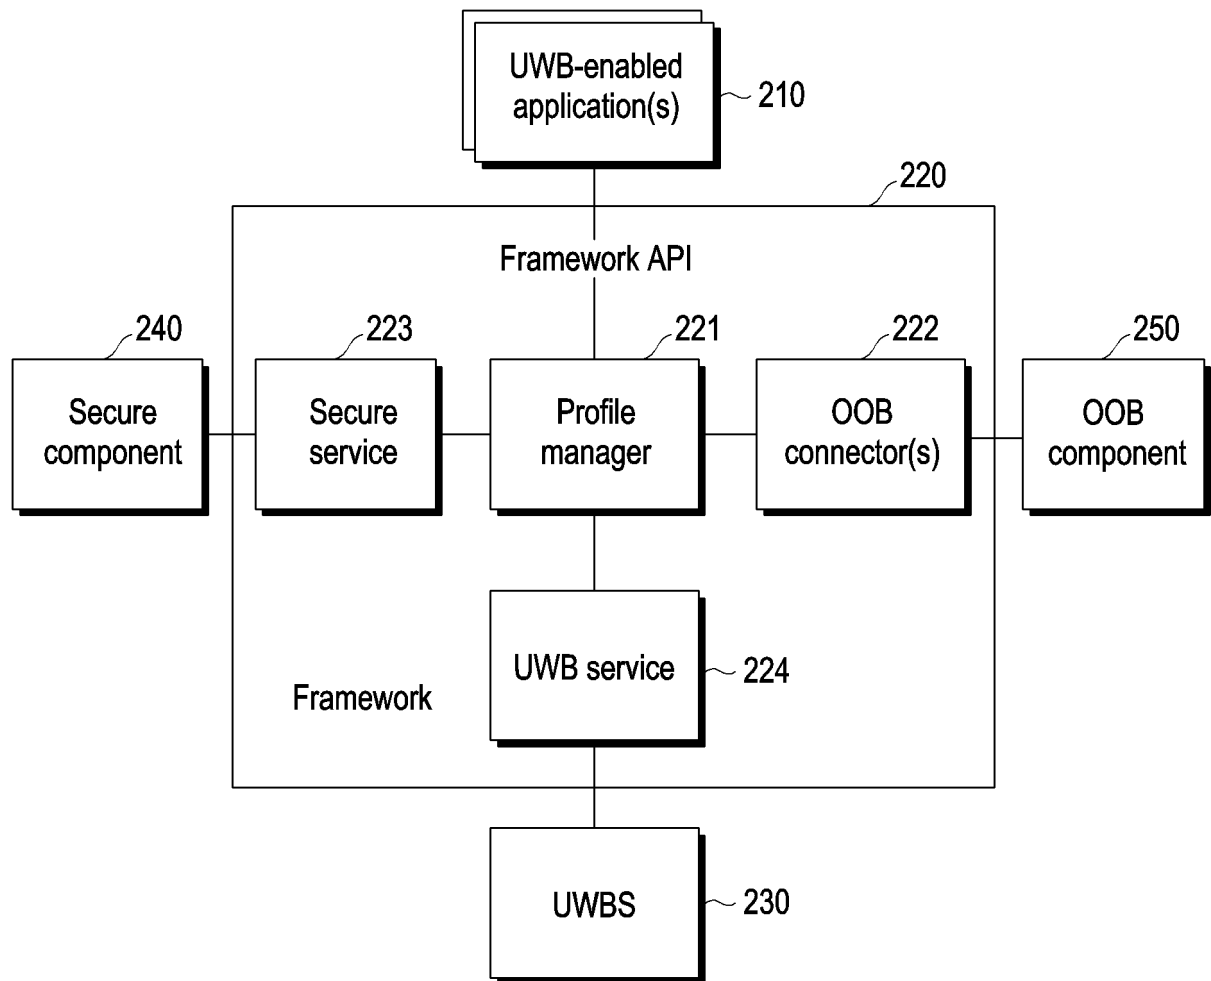 UWB-enabled
application(s)
210
220
Framework API
240
223
221
222
250
Secure
component
Secure
service
Profile
manager
OOB
connector(s)
OOB
component
UWB service
224
Framework
UWBS
230